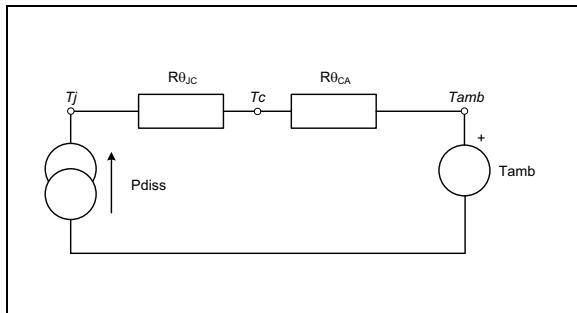 RθJC
RθCA
Tj
Tc
Tamb
+
Pdiss
Tamb